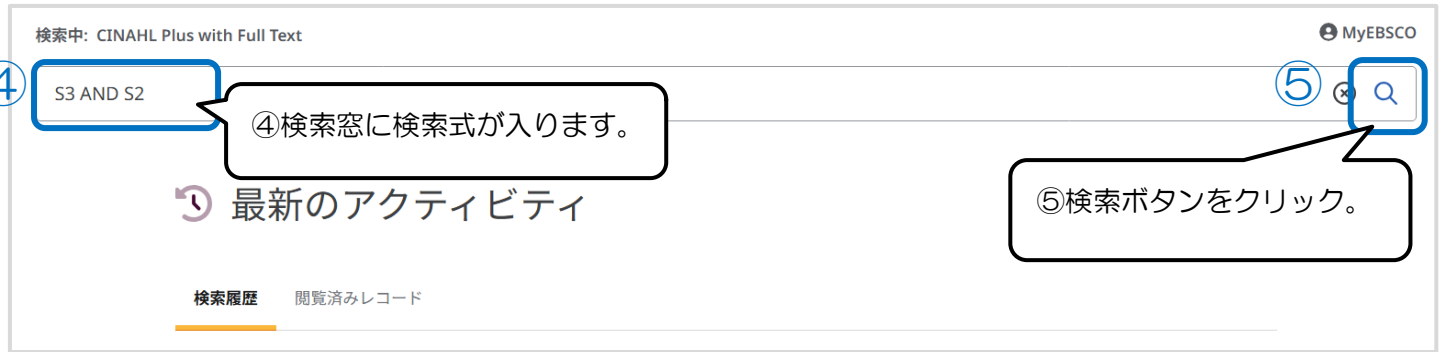 検索中: CINAHL Plus with Full Text
MyEBSCO
④
S3 AND S2
⑤
④検索窓に検索式が入ります。
最新のアクティビティ
⑤検索ボタンをクリック。
検索履歴 閲覧済みレコード